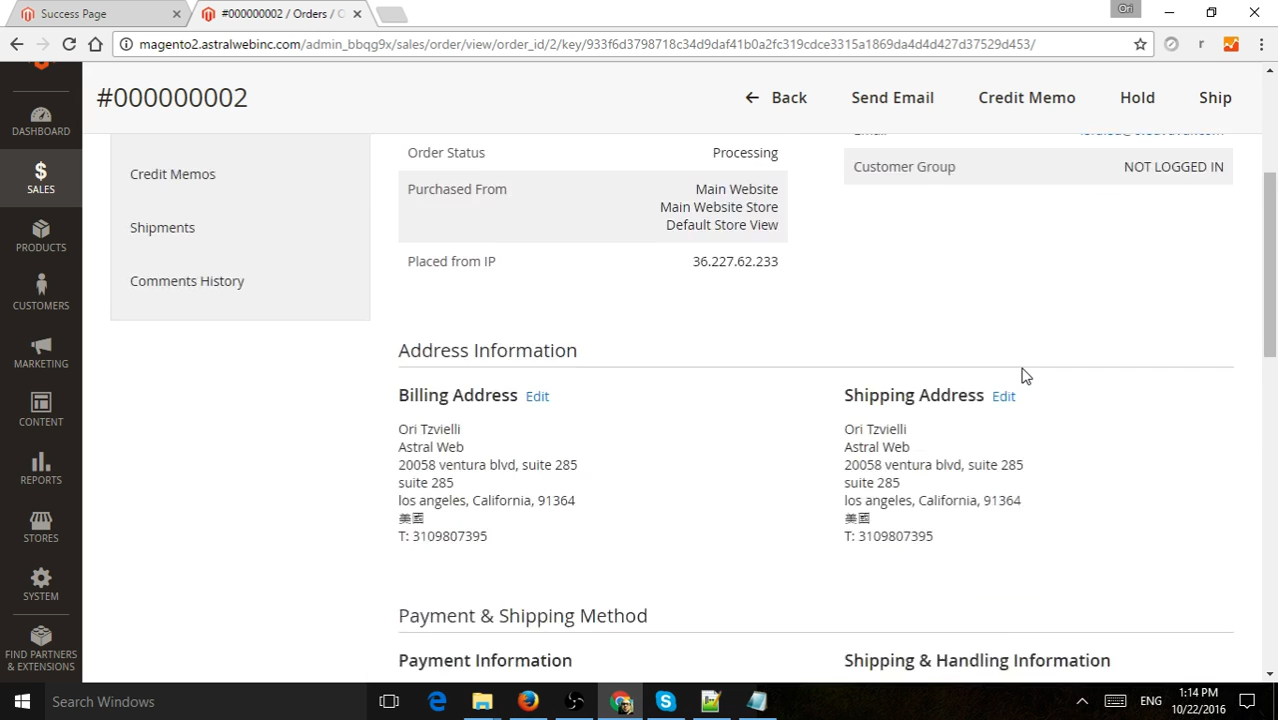 Success Page
#000000002 / Orders / O
Ori
magento2.astralwebinc.com/admin_bbqg9x/sales/order/view/order_id/2/key/933f6d3798718c34d9daf41b0a2fc319cdce3315a1869da4d4d427d37529d453/
#000000002
Back
Send Email
Credit Memo
Hold
Ship
DASHBOARD
SALES
PRODUCTS
CUSTOMERS
MARKETING
CONTENT
REPORTS
STORES
SYSTEM
FIND PARTNERS
& EXTENSIONS
Credit Memos
Shipments
Comments History
Order Status Processing
Purchased From Main Website
Main Website Store
Default Store View
Placed from IP 36.227.62.233
Email
Customer Group NOT LOGGED IN
Address Information
Billing Address Edit
Ori Tzvielli
Astral Web
20058 ventura blvd, suite 285
suite 285
los angeles, California, 91364
美國
T: 3109807395
Shipping Address Edit
Ori Tzvielli
Astral Web
20058 ventura blvd, suite 285
suite 285
los angeles, California, 91364
美國
T: 3109807395
Payment & Shipping Method
Payment Information
Shipping & Handling Information
Search Windows
ENG
1:14 PM
10/22/2016